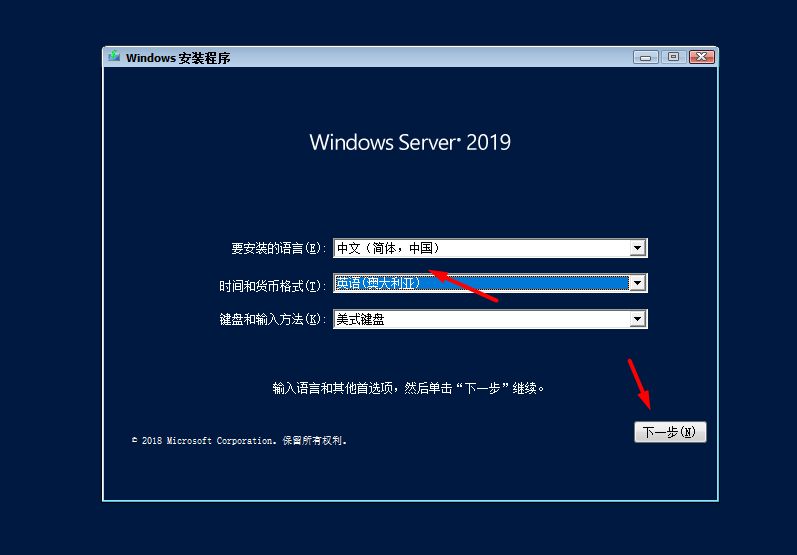 Windows 安装程序
Windows Server® 2019
要安装的语言(E): 中文（简体，中国）
时间和货币格式(T): 英语(澳大利亚)
键盘和输入方法(K): 美式键盘
输入语言和其他首选项，然后单击“下一步”继续。
© 2018 Microsoft Corporation。保留所有权利。
下一步(N)